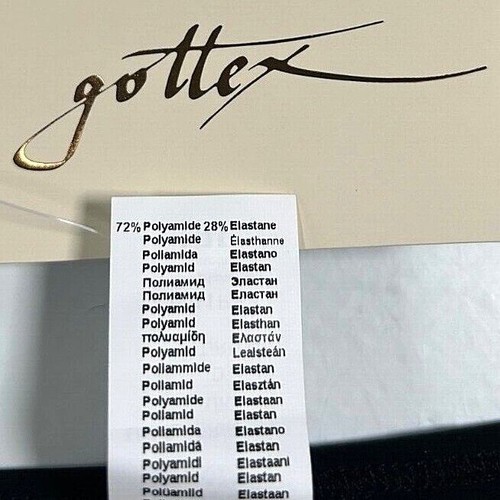 gottex
72% Polyamide 28% Elastane
Polyamide Élasthanne
Poliamida Elastano
Polyamid Elastan
Полиамид Эластан
Полиамид Еластан
Polyamid Elastan
Polyamid Elasthan
πολυαμίδη Ελαστάν
Polyamid Lealsteán
Poliammide Elastan
Poliamid Elasztán
Polyamide Elastaan
Poliamid Elastan
Poliamida Elastano
Poliamidă Elastan
Polyamidi Elastaani
Polyamid Elastan
Polüamiid Elastaan